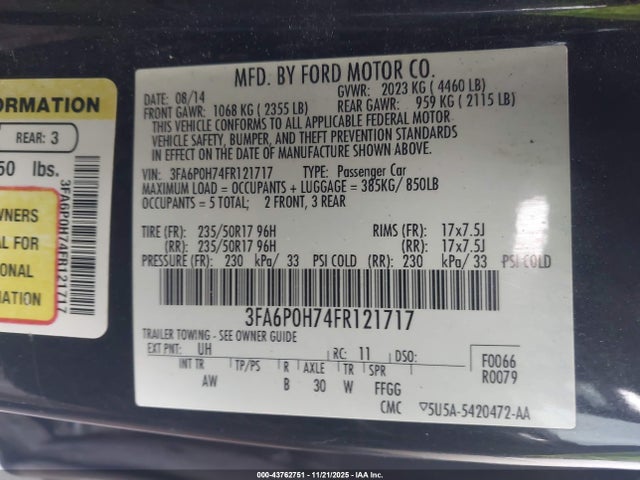 ORMATION
REAR: 3
50 lbs.
3FA6P0H74FR121717
WNERS
AL FOR
ONAL
MATION
MFD. BY FORD MOTOR CO.
DATE: 08/14 GVWR: 2023 KG ( 4460 LB)
FRONT GAWR: 1068 KG ( 2355 LB) REAR GAWR: 959 KG ( 2115 LB)
THIS VEHICLE CONFORMS TO ALL APPLICABLE FEDERAL MOTOR
VEHICLE SAFETY, BUMPER, AND THEFT PREVENTION STANDARDS
IN EFFECT ON THE DATE OF MANUFACTURE SHOWN ABOVE.
VIN: 3FA6P0H74FR121717 TYPE: Passenger Car
MAXIMUM LOAD = OCCUPANTS + LUGGAGE = 385KG/ 850LB
OCCUPANTS = 5 TOTAL; 2 FRONT, 3 REAR
TIRE (FR): 235/50R17 96H RIMS (FR): 17x7.5J
(RR): 235/50R17 96H (RR): 17x7.5J
PRESSURE (FR): 230 kPa/ 33 PSI COLD (RR): 230 kPa/ 33 PSI COLD
3FA6P0H74FR121717
TRAILER TOWING - SEE OWNER GUIDE
EXT PNT: UH RC: 11 DSO: F0066
INT TR TP/PS R AXLE TR SPR R0079
AW B 30 W FFGG
CMC ▽5U5A-5420472-AA
000-43762751 - 11/21/2025 - IAA Inc.